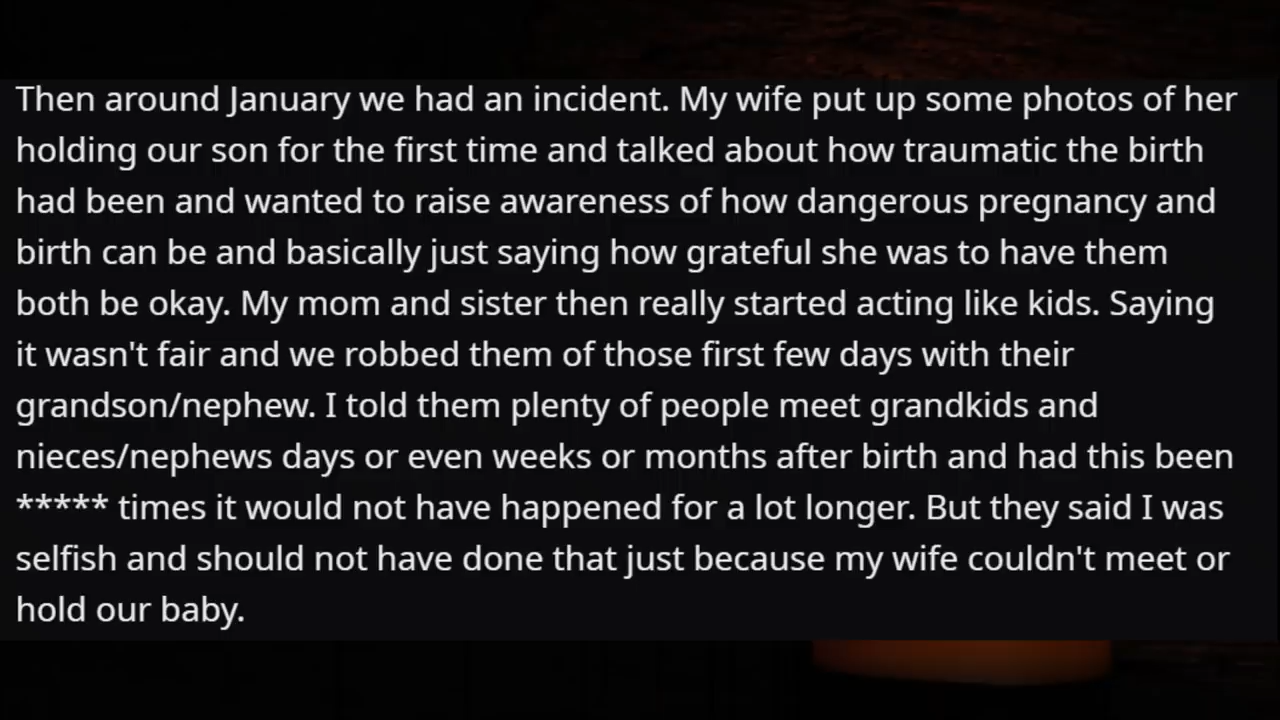 Then around January we had an incident. My wife put up some photos of her
holding our son for the first time and talked about how traumatic the birth
had been and wanted to raise awareness of how dangerous pregnancy and
birth can be and basically just saying how grateful she was to have them
both be okay. My mom and sister then really started acting like kids. Saying
it wasn't fair and we robbed them of those first few days with their
grandson/nephew. I told them plenty of people meet grandkids and
nieces/nephews days or even weeks or months after birth and had this been
***** times it would not have happened for a lot longer. But they said I was
selfish and should not have done that just because my wife couldn't meet or
hold our baby.